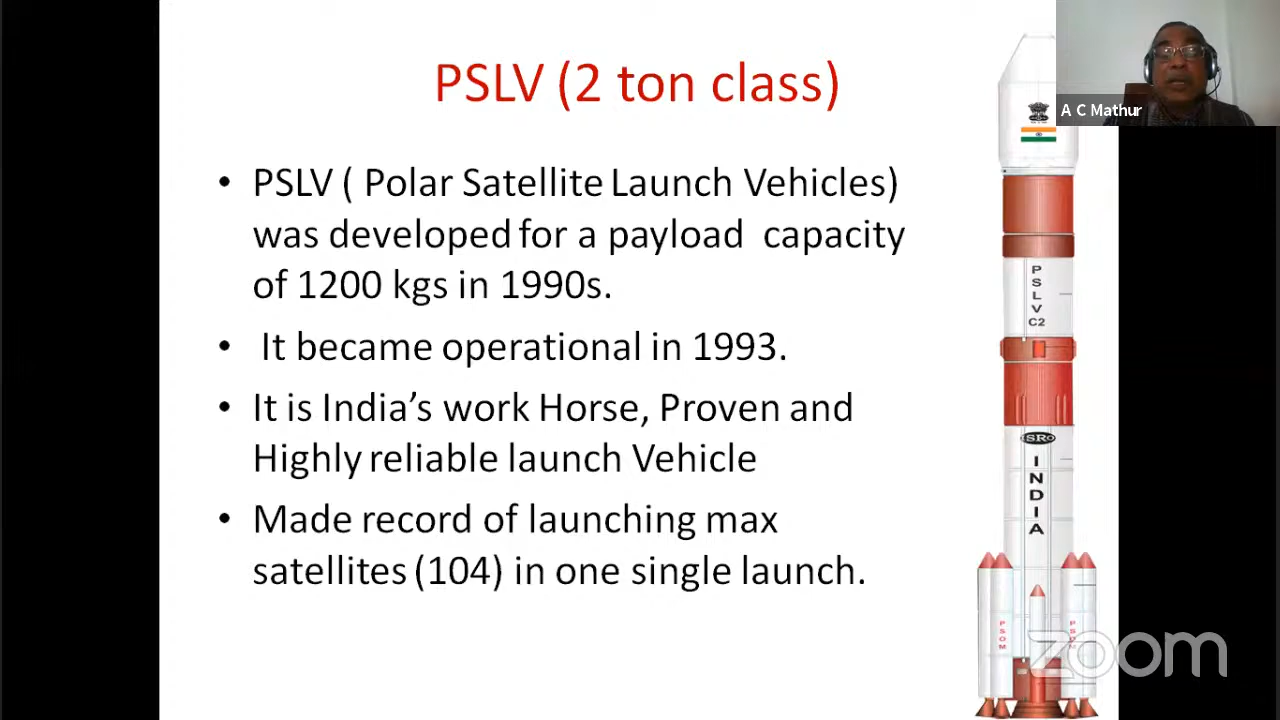 PSLV (2 ton class)
A C Mathur
• PSLV ( Polar Satellite Launch Vehicles)
was developed for a payload capacity
of 1200 kgs in 1990s.
• It became operational in 1993.
• It is India’s work Horse, Proven and
Highly reliable launch Vehicle
• Made record of launching max
satellites (104) in one single launch.
P
S
L
V
C2
ISRO
I
N
D
I
A
PSOM
PSOM
zoom